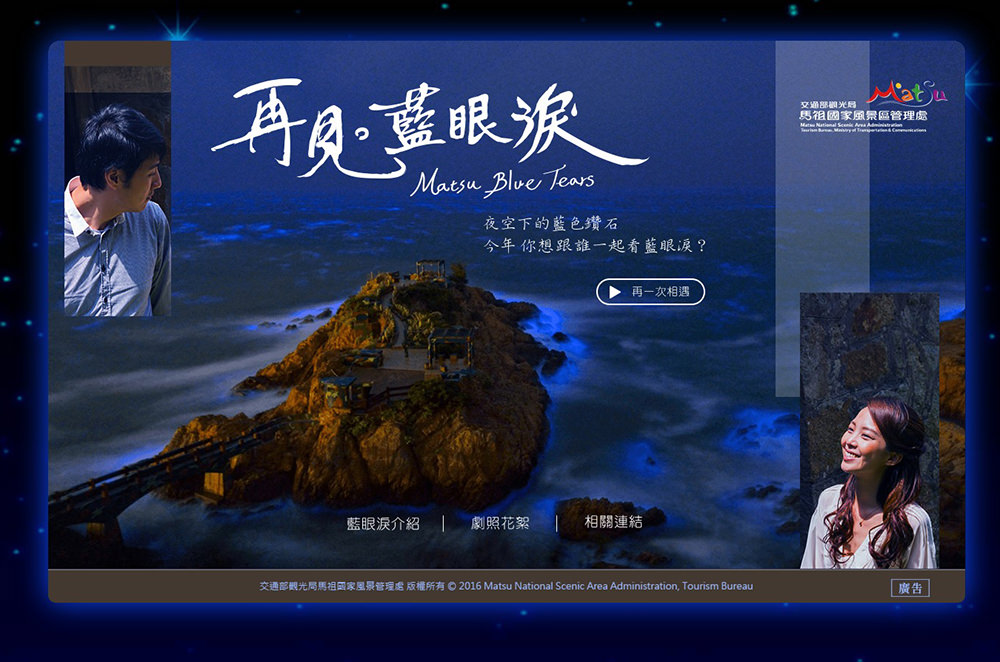 再見。藍眼淚
Matsu Blue Tears
Matsu
交通部觀光局
馬祖國家風景區管理處
Matsu National Scenic Area Administration
Tourism Bureau, Ministry of Transportation & Communications
夜空下的藍色鑽石
今年 你想跟誰一起看藍眼淚？
再一次相遇
藍眼淚介紹 | 劇照花絮 | 相關連結
交通部觀光局馬祖國家風景管理處 版權所有 © 2016 Matsu National Scenic Area Administration, Tourism Bureau
廣告